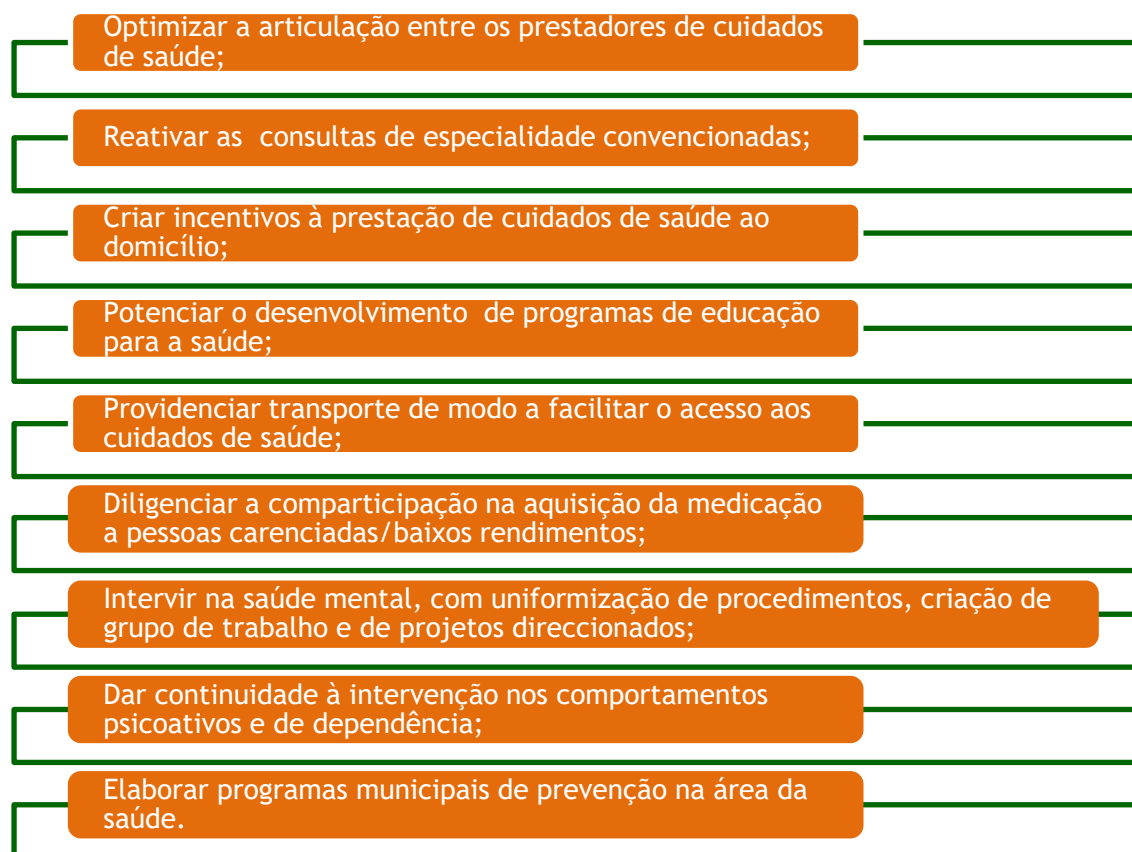 Optimizar a articulação entre os prestadores de cuidados
de saúde;
Reativar as consultas de especialidade convencionadas;
Criar incentivos à prestação de cuidados de saúde ao
domicílio;
Potenciar o desenvolvimento de programas de educação
para a saúde;
Providenciar transporte de modo a facilitar o acesso aos
cuidados de saúde;
Diligenciar a comparticipação na aquisição da medicação
a pessoas carenciadas/baixos rendimentos;
Intervir na saúde mental, com uniformização de procedimentos, criação de
grupo de trabalho e de projetos direccionados;
Dar continuidade à intervenção nos comportamentos
psicoativos e de dependência;
Elaborar programas municipais de prevenção na área da
saúde.